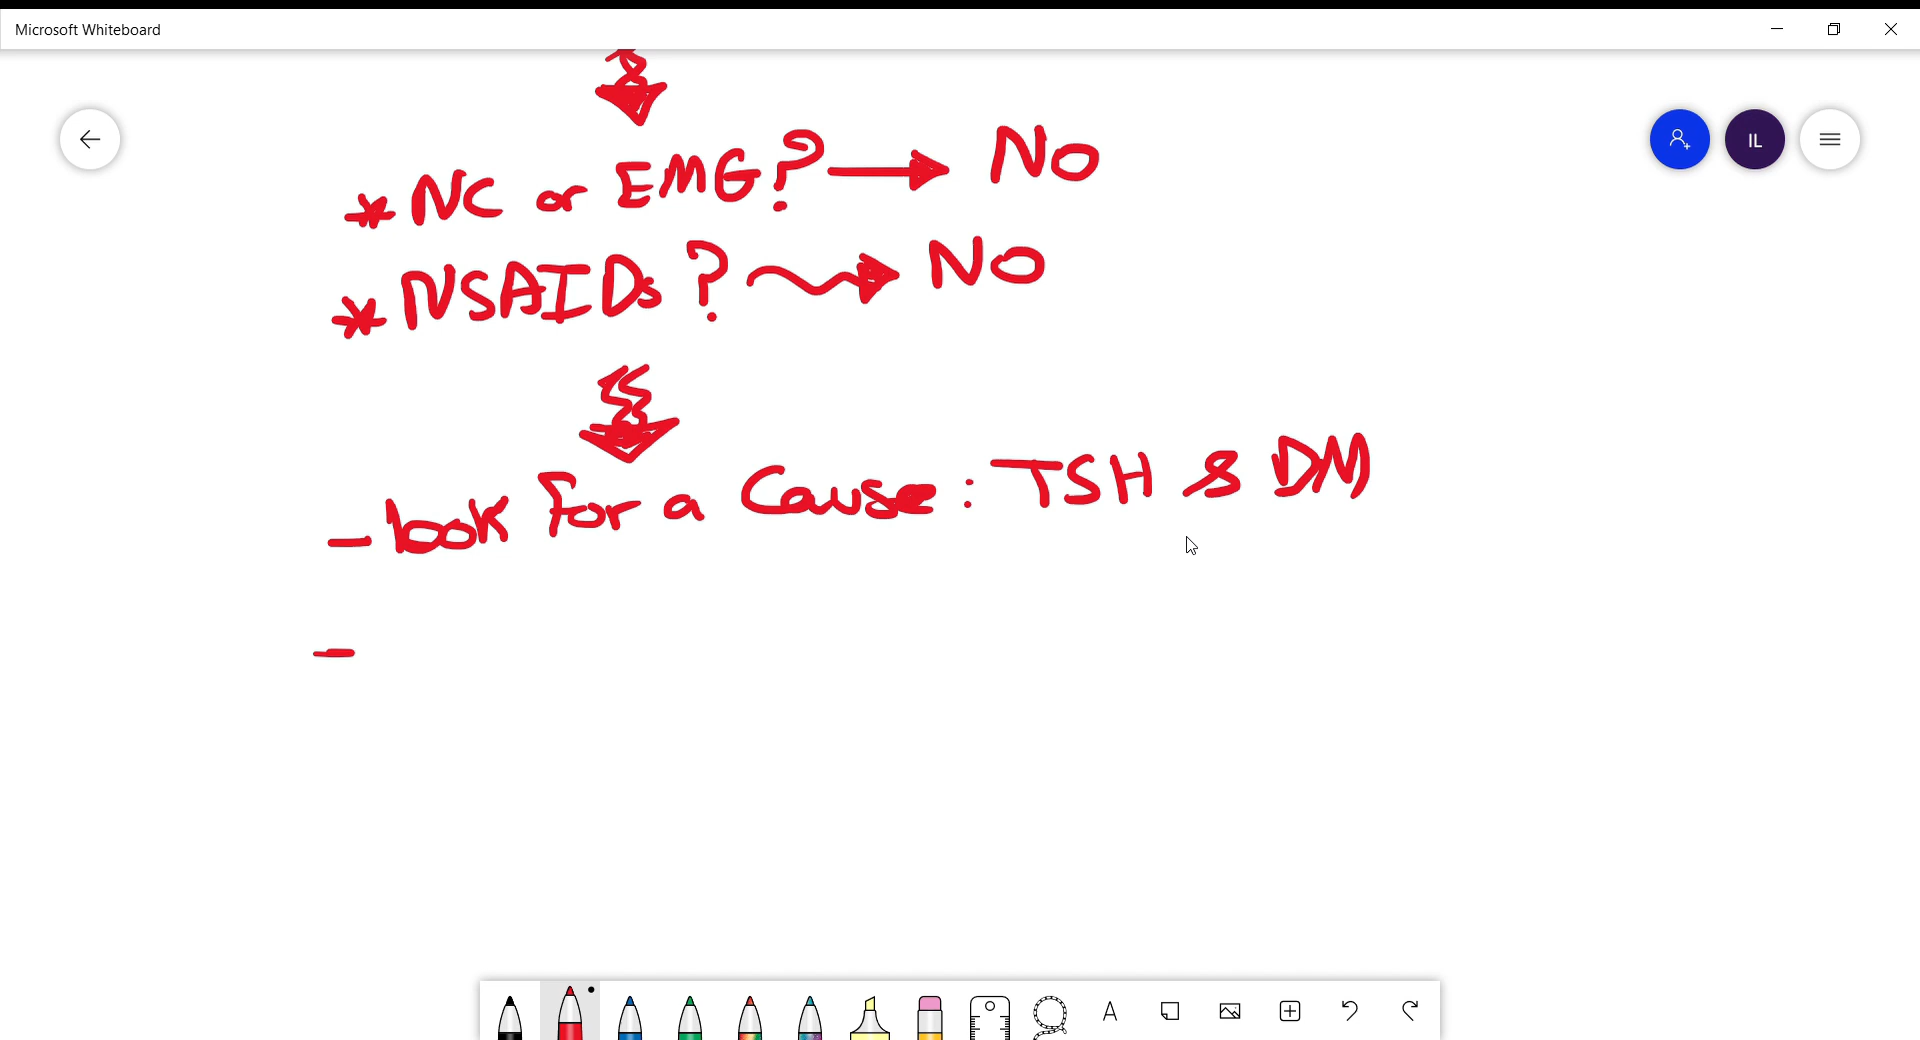 Microsoft Whiteboard
IL
* NC or EMG? → No
* NSAIDs? → No
- look For a Cause: TSH & DM
-
A